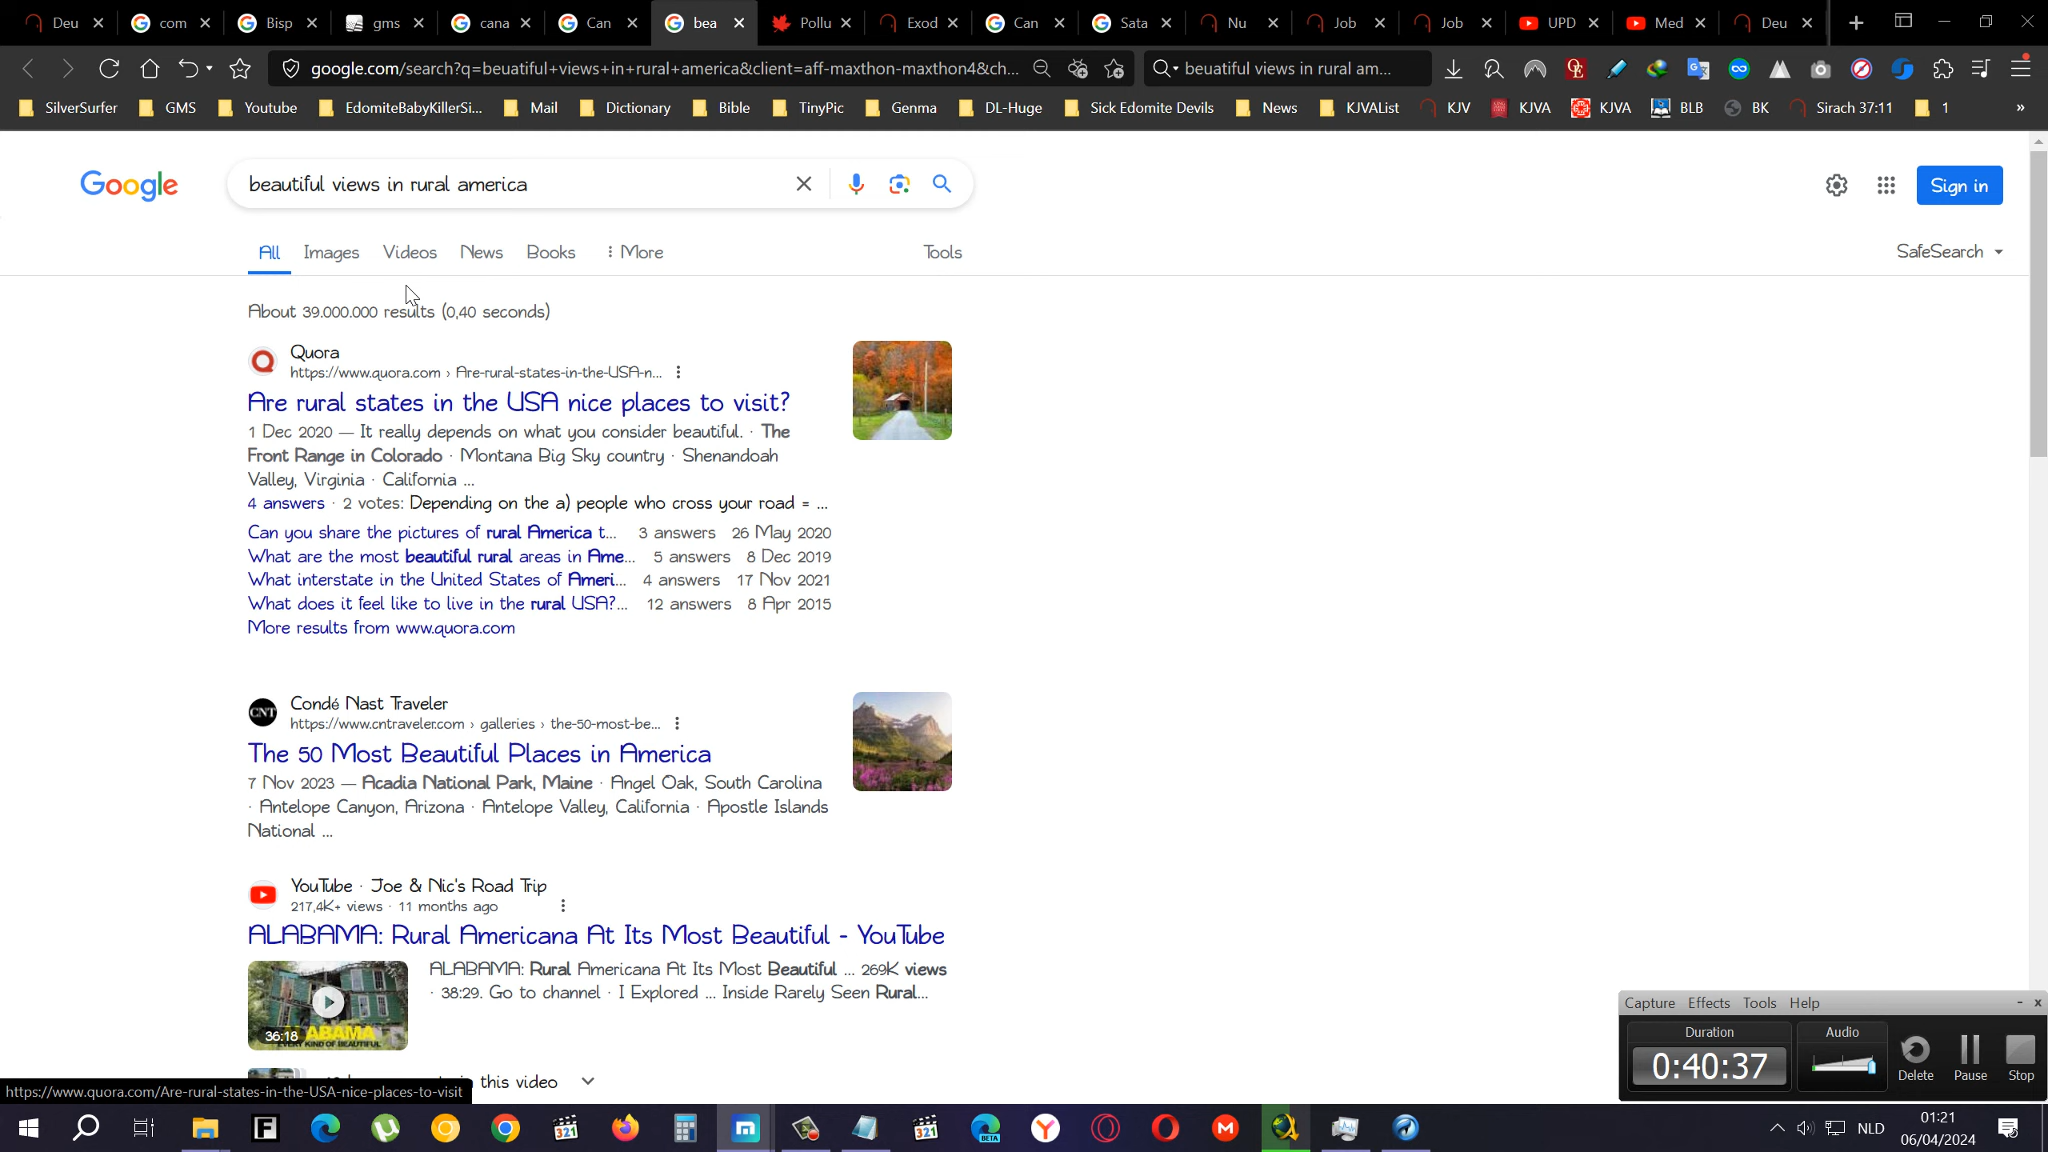 Deu
com
Bisp
gms
cana
Can
bea
Pollu
Exod
Can
Sata
Nu
Job
Job
UPD
Med
Deu
google.com/search?q=beuatiful+views+in+rural+america&client=aff-maxthon-maxthon4&ch...
beuatiful views in rural am...
SilverSurfer
GMS
Youtube
EdomiteBabyKillerSi...
Mail
Dictionary
Bible
TinyPic
Genma
DL-Huge
Sick Edomite Devils
News
KJVAList
KJV
KJVA
KJVA
BLB
BK
Sirach 37:11
1
»
Google
beautiful views in rural america
Sign in
All
Images
Videos
News
Books
More
Tools
SafeSearch
About 39.000.000 results (0,40 seconds)
Quora
https://www.quora.com › Are-rural-states-in-the-USA-n...
Are rural states in the USA nice places to visit?
1 Dec 2020 — It really depends on what you consider beautiful. · The
Front Range in Colorado · Montana Big Sky country · Shenandoah
Valley, Virginia · California ...
4 answers · 2 votes: Depending on the a) people who cross your road = ...
Can you share the pictures of rural America t... 3 answers 26 May 2020
What are the most beautiful rural areas in Ame... 5 answers 8 Dec 2019
What interstate in the United States of Ameri... 4 answers 17 Nov 2021
What does it feel like to live in the rural USA?... 12 answers 8 Apr 2015
More results from www.quora.com
CNT
Condé Nast Traveler
https://www.cntraveler.com › galleries › the-50-most-be...
The 50 Most Beautiful Places in America
7 Nov 2023 — Acadia National Park, Maine · Angel Oak, South Carolina
· Antelope Canyon, Arizona · Antelope Valley, California · Apostle Islands
National ...
YouTube · Joe & Nic's Road Trip
217,4K+ views · 11 months ago
ALABAMA: Rural Americana At Its Most Beautiful - YouTube
ALABAMA: Rural Americana At Its Most Beautiful ... 269K views
· 38:29. Go to channel · I Explored ... Inside Rarely Seen Rural...
36:18
ABAMA
EVERY KIND OF BEAUTIFUL
this video
https://www.quora.com/Are-rural-states-in-the-USA-nice-places-to-visit
Capture Effects Tools Help
Duration
Audio
0:40:37
Delete
Pause
Stop
321
321
BETA
NLD
01:21
06/04/2024